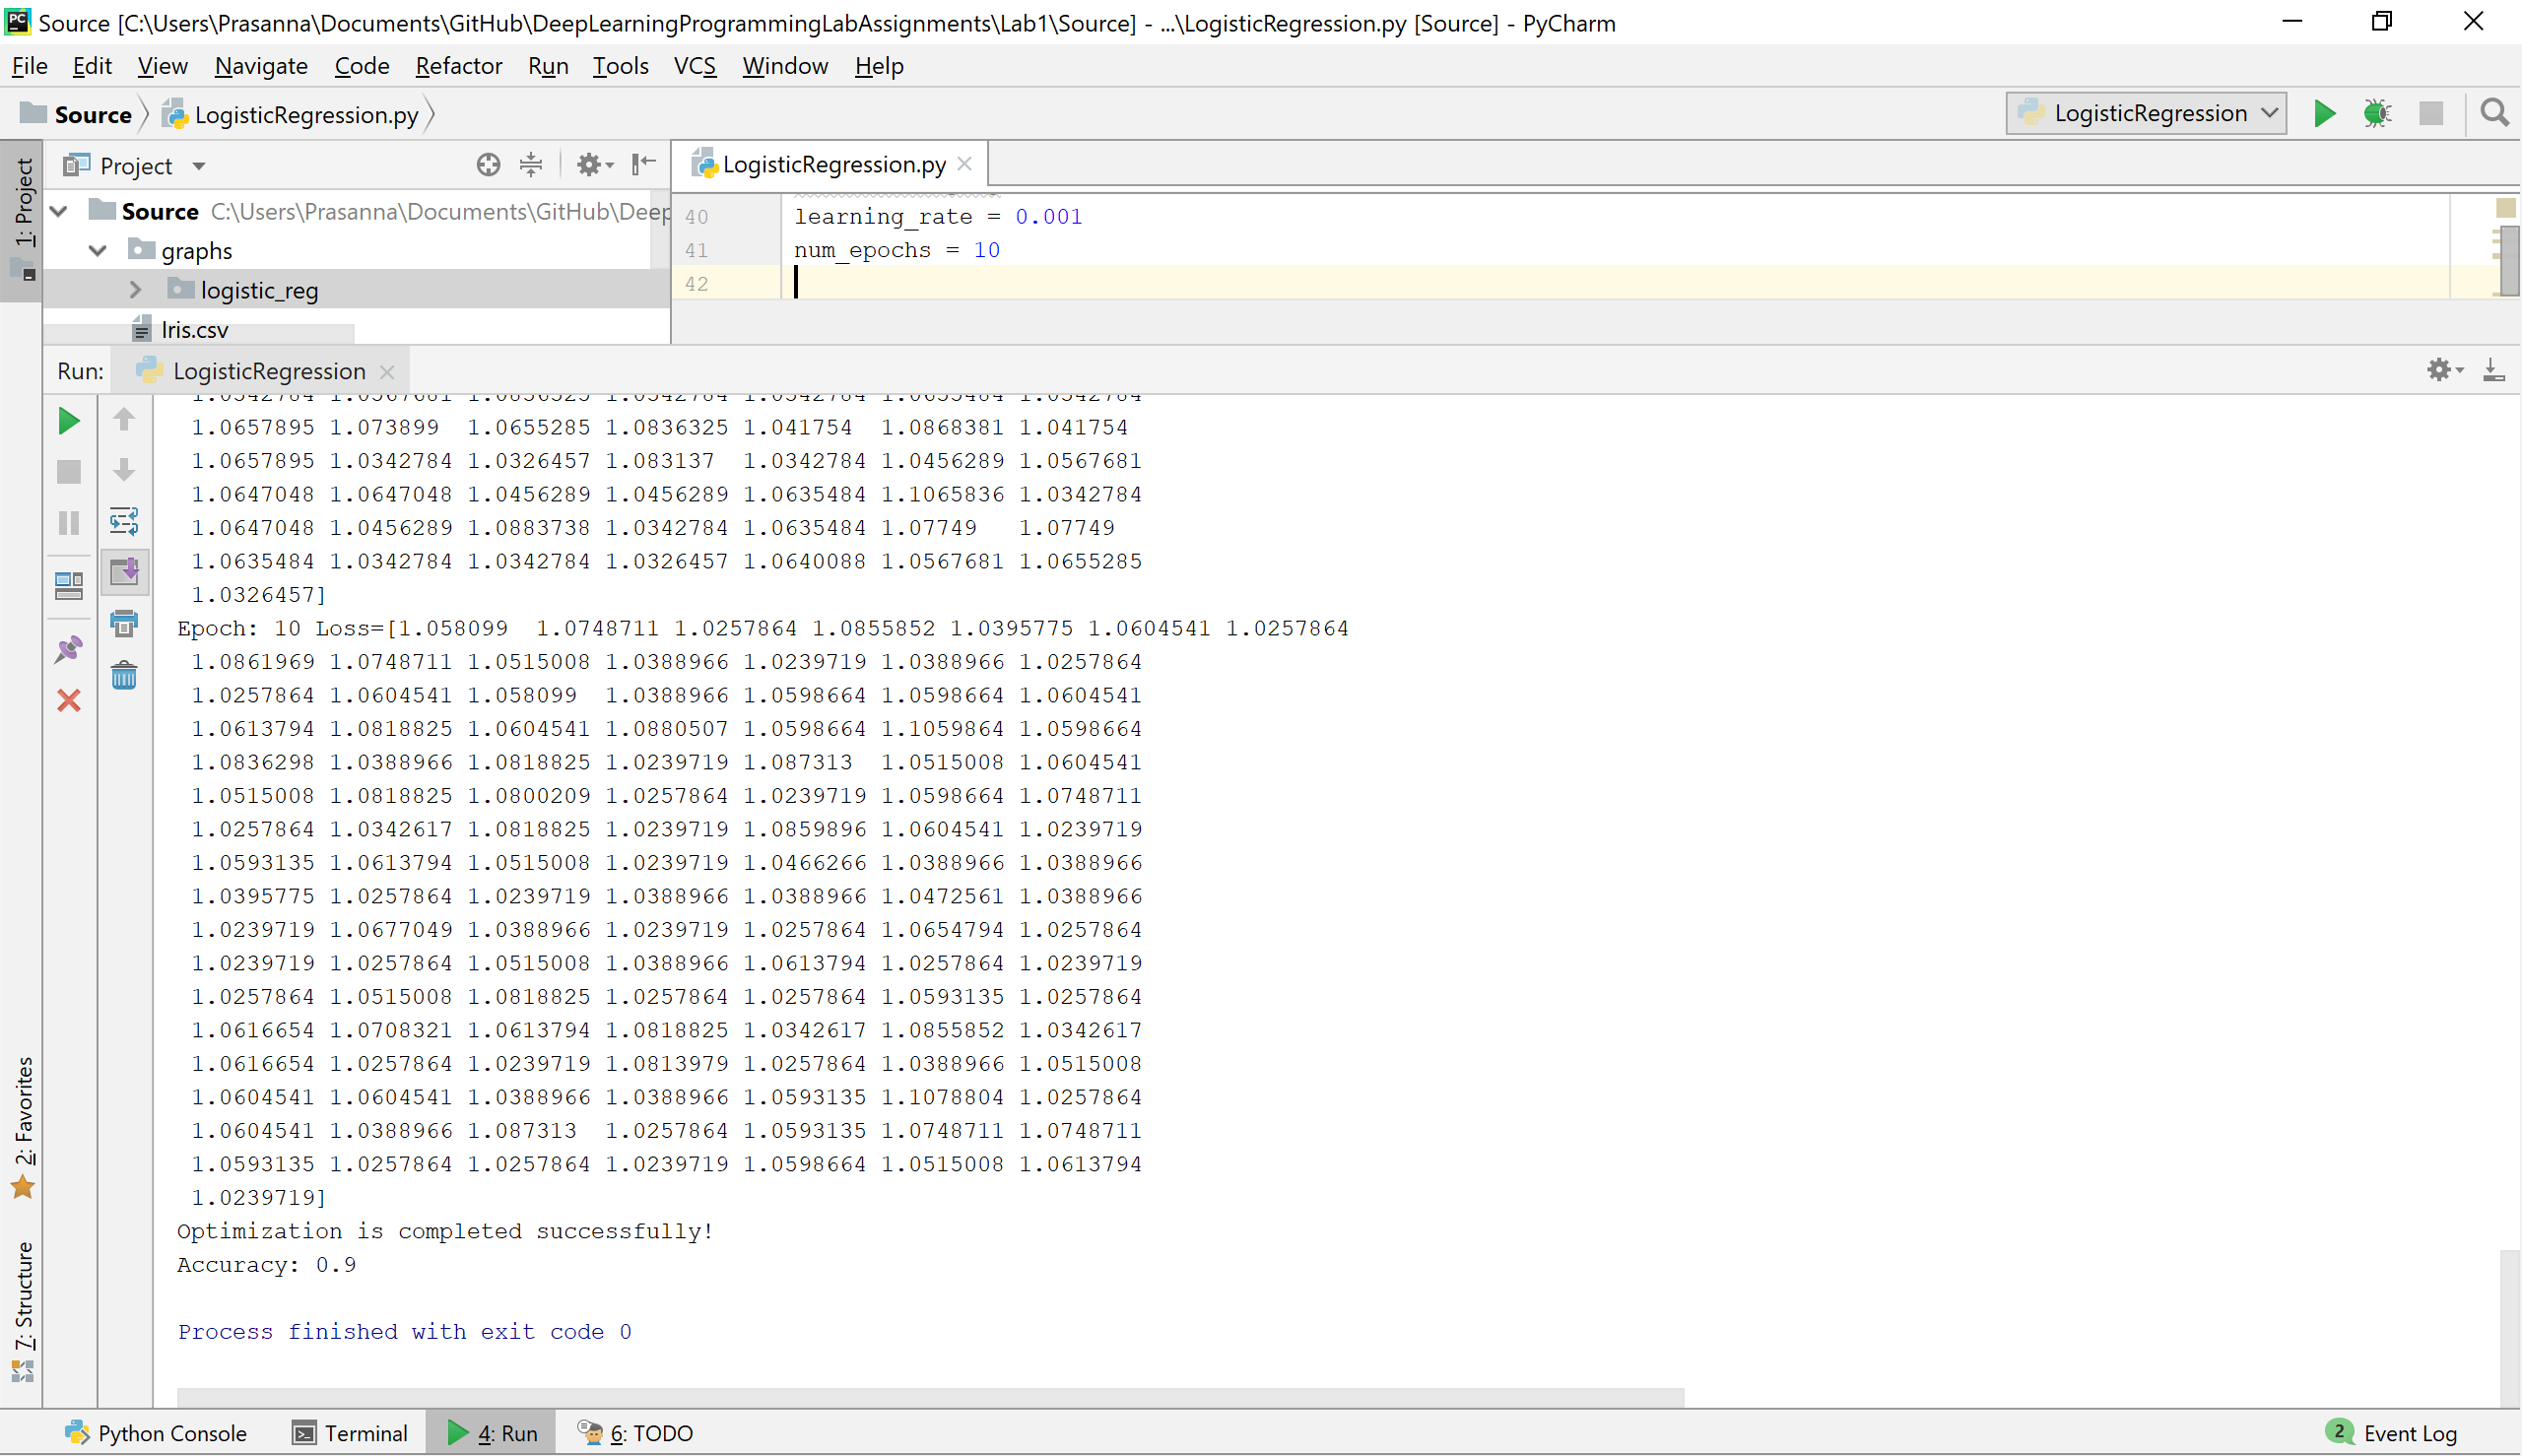 Source [C:\Users\Prasanna\Documents\GitHub\DeepLearningProgrammingLabAssignments\Lab1\Source] - ...\LogisticRegression.py [Source] - PyCharm
File Edit View Navigate Code Refactor Run Tools VCS Window Help
Source LogisticRegression.py
LogisticRegression
1: Project
Project
LogisticRegression.py
Source C:\Users\Prasanna\Documents\GitHub\Deep
graphs
logistic_reg
Iris.csv
40 learning_rate = 0.001
41 num_epochs = 10
42
Run: LogisticRegression
1.0342784 1.0567681 1.0836325 1.0342784 1.0342784 1.0635484 1.0342784
1.0657895 1.073899 1.0655285 1.0836325 1.041754 1.0868381 1.041754
1.0657895 1.0342784 1.0326457 1.083137 1.0342784 1.0456289 1.0567681
1.0647048 1.0647048 1.0456289 1.0456289 1.0635484 1.1065836 1.0342784
1.0647048 1.0456289 1.0883738 1.0342784 1.0635484 1.07749 1.07749
1.0635484 1.0342784 1.0342784 1.0326457 1.0640088 1.0567681 1.0655285
1.0326457]
Epoch: 10 Loss=[1.058099 1.0748711 1.0257864 1.0855852 1.0395775 1.0604541 1.0257864
1.0861969 1.0748711 1.0515008 1.0388966 1.0239719 1.0388966 1.0257864
1.0257864 1.0604541 1.058099 1.0388966 1.0598664 1.0598664 1.0604541
1.0613794 1.0818825 1.0604541 1.0880507 1.0598664 1.1059864 1.0598664
1.0836298 1.0388966 1.0818825 1.0239719 1.087313 1.0515008 1.0604541
1.0515008 1.0818825 1.0800209 1.0257864 1.0239719 1.0598664 1.0748711
1.0257864 1.0342617 1.0818825 1.0239719 1.0859896 1.0604541 1.0239719
1.0593135 1.0613794 1.0515008 1.0239719 1.0466266 1.0388966 1.0388966
1.0395775 1.0257864 1.0239719 1.0388966 1.0388966 1.0472561 1.0388966
1.0239719 1.0677049 1.0388966 1.0239719 1.0257864 1.0654794 1.0257864
1.0239719 1.0257864 1.0515008 1.0388966 1.0613794 1.0257864 1.0239719
1.0257864 1.0515008 1.0818825 1.0257864 1.0257864 1.0593135 1.0257864
1.0616654 1.0708321 1.0613794 1.0818825 1.0342617 1.0855852 1.0342617
1.0616654 1.0257864 1.0239719 1.0813979 1.0257864 1.0388966 1.0515008
1.0604541 1.0604541 1.0388966 1.0388966 1.0593135 1.1078804 1.0257864
1.0604541 1.0388966 1.087313 1.0257864 1.0593135 1.0748711 1.0748711
1.0593135 1.0257864 1.0257864 1.0239719 1.0598664 1.0515008 1.0613794
1.0239719]
Optimization is completed successfully!
Accuracy: 0.9
Process finished with exit code 0
2: Favorites
7: Structure
Python Console Terminal 4: Run 6: TODO 2 Event Log